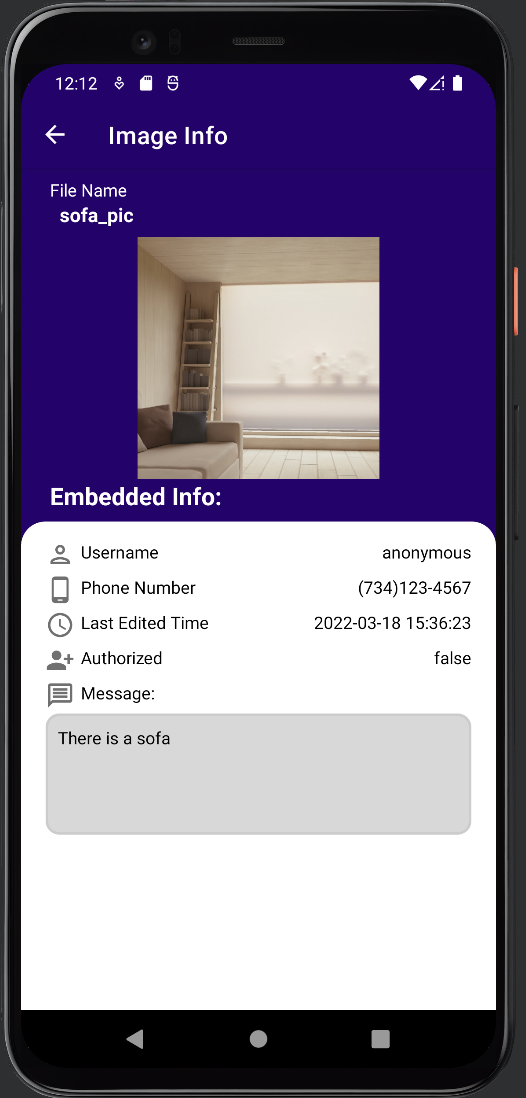 12:12
Image Info
File Name
sofa_pic
Embedded Info:
Username anonymous
Phone Number (734)123-4567
Last Edited Time 2022-03-18 15:36:23
Authorized false
Message:
There is a sofa